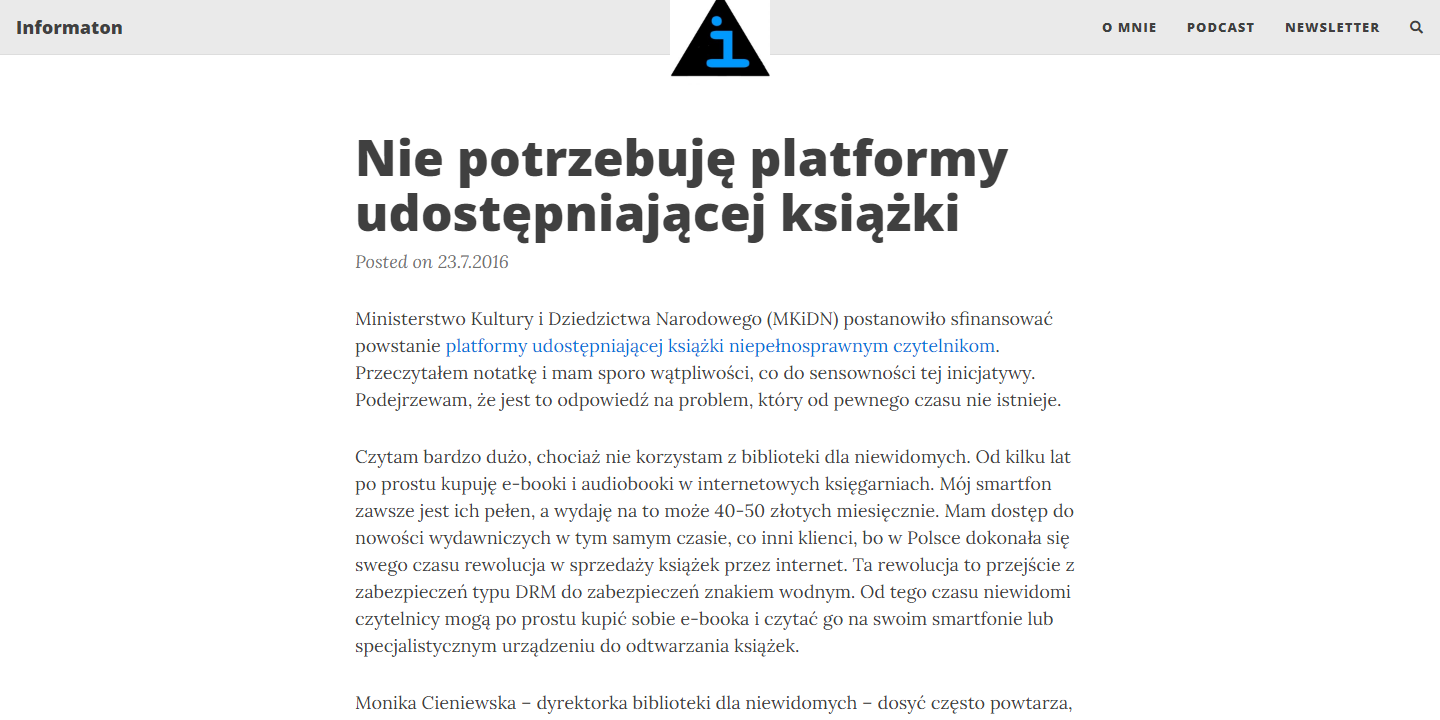 Informaton
i
O MNIE
PODCAST
NEWSLETTER
Nie potrzebuję platformy
udostępniającej książki
Posted on 23.7.2016
Ministerstwo Kultury i Dziedzictwa Narodowego (MKiDN) postanowiło sfinansować
powstanie platformy udostępniającej książki niepełnosprawnym czytelnikom.
Przeczytałem notatkę i mam sporo wątpliwości, co do sensowności tej inicjatywy.
Podejrzewam, że jest to odpowiedź na problem, który od pewnego czasu nie istnieje.
Czytam bardzo dużo, chociaż nie korzystam z biblioteki dla niewidomych. Od kilku lat
po prostu kupuję e-booki i audiobooki w internetowych księgarniach. Mój smartfon
zawsze jest ich pełen, a wydaję na to może 40-50 złotych miesięcznie. Mam dostęp do
nowości wydawniczych w tym samym czasie, co inni klienci, bo w Polsce dokonała się
swego czasu rewolucja w sprzedaży książek przez internet. Ta rewolucja to przejście z
zabezpieczeń typu DRM do zabezpieczeń znakiem wodnym. Od tego czasu niewidomi
czytelnicy mogą po prostu kupić sobie e-booka i czytać go na swoim smartfonie lub
specjalistycznym urządzeniu do odtwarzania książek.
Monika Cieniewska – dyrektorka biblioteki dla niewidomych – dosyć często powtarza,